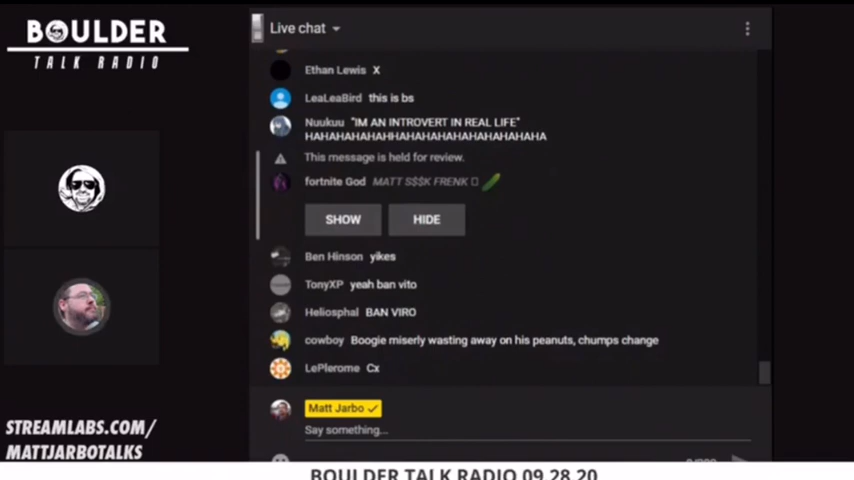 BOULDER
TALK RADIO
Live chat
Ethan Lewis X
LeaLeaBird this is bs
Nuukuu "IM AN INTROVERT IN REAL LIFE"
HAHAHAHAHAHHAHAHAHAHAHAHAHAHA
This message is held for review.
fortnite God MATT S$$K FRENK
SHOW HIDE
Ben Hinson yikes
TonyXP yeah ban vito
Heliosphal BAN VIRO
cowboy Boogie miserly wasting away on his peanuts, chumps change
LePlerome Cx
Matt Jarbo
Say something...
STREAMLABS.COM/
MATTJARBOTALKS
BOULDER TALK RADIO 09.28.20